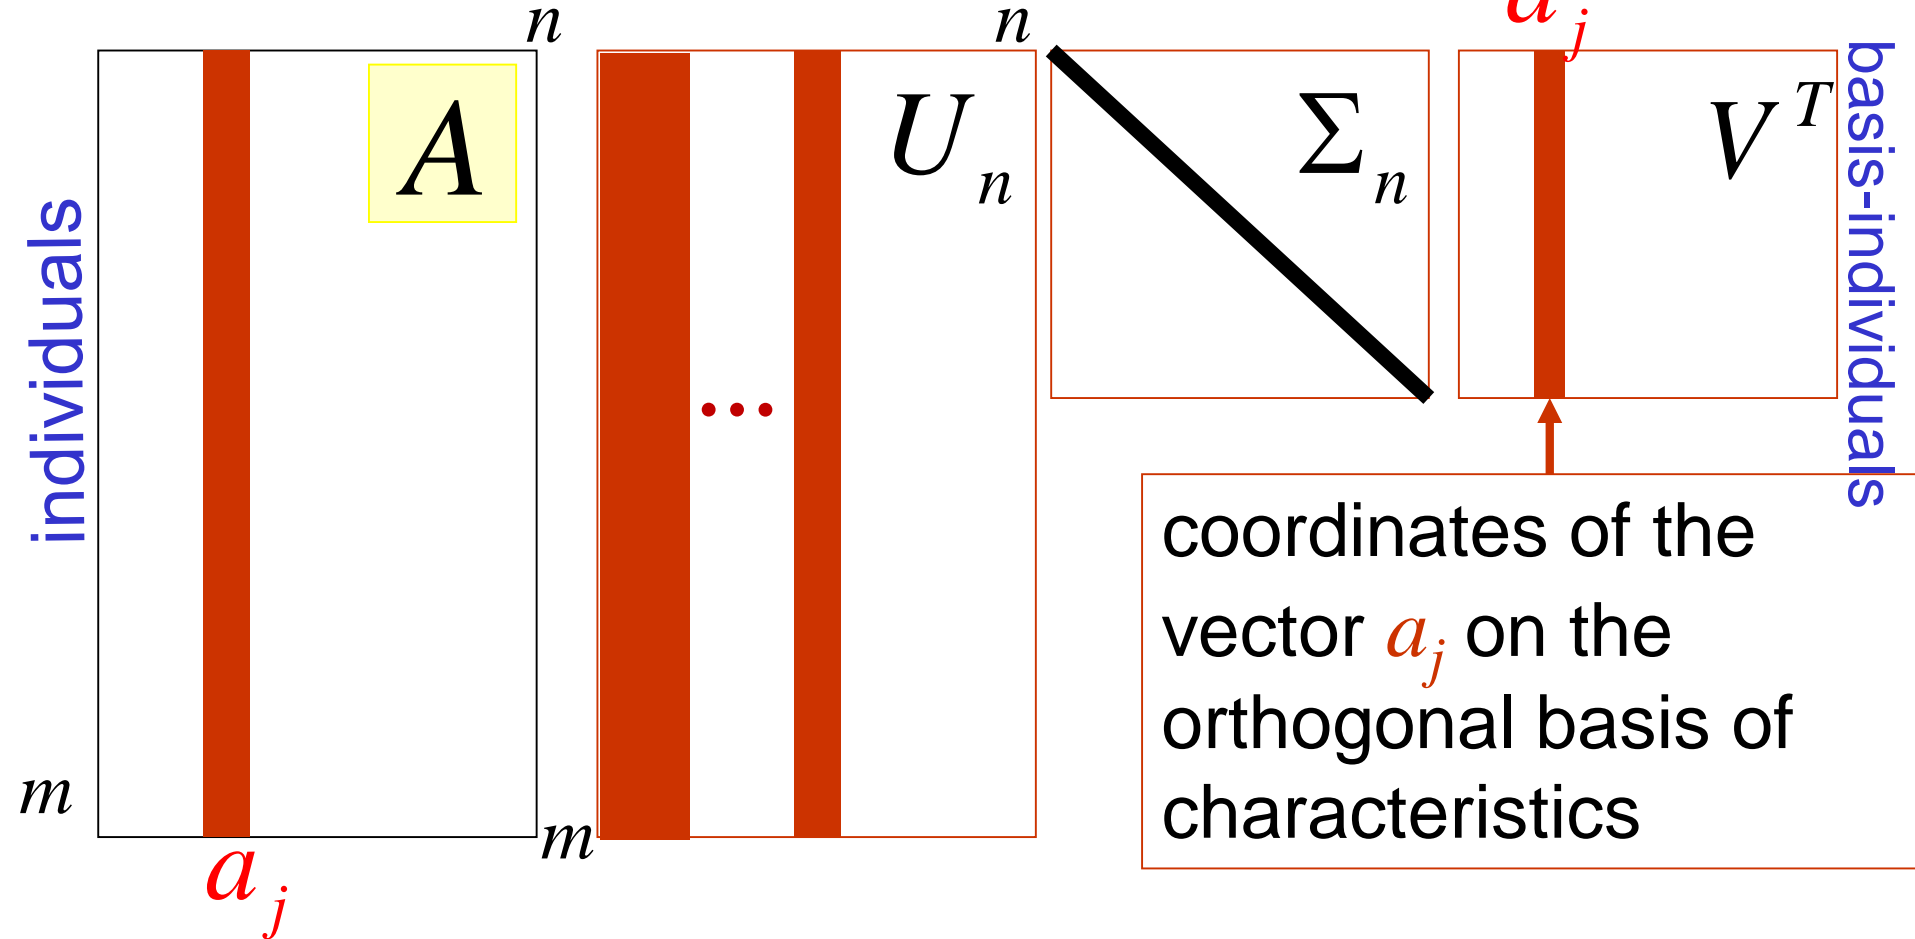 n
n
a j
A
U n
Σ n
V T
individuals
basis-individuals
...
m
m
a j
coordinates of the
vector a j on the
orthogonal basis of
characteristics